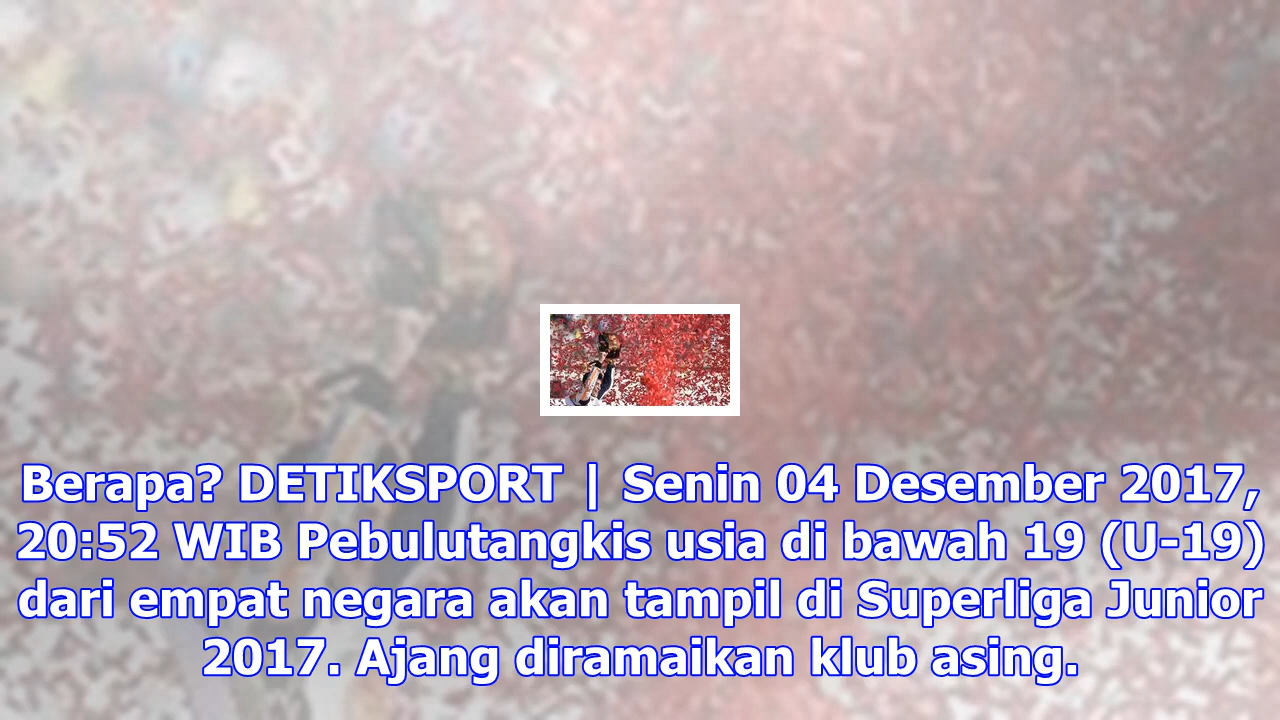 Berapa? DETIKSPORT | Senin 04 Desember 2017,
20:52 WIB Pebulutangkis usia di bawah 19 (U-19)
dari empat negara akan tampil di Superliga Junior
2017. Ajang diramaikan klub asing.